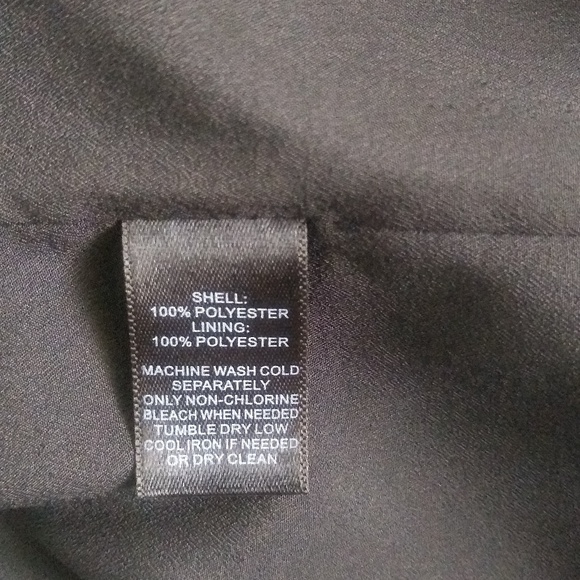 SHELL:
100% POLYESTER
LINING:
100% POLYESTER
MACHINE WASH COLD
SEPARATELY
ONLY NON-CHLORINE
BLEACH WHEN NEEDED
TUMBLE DRY LOW
COOL IRON IF NEEDED
OR DRY CLEAN